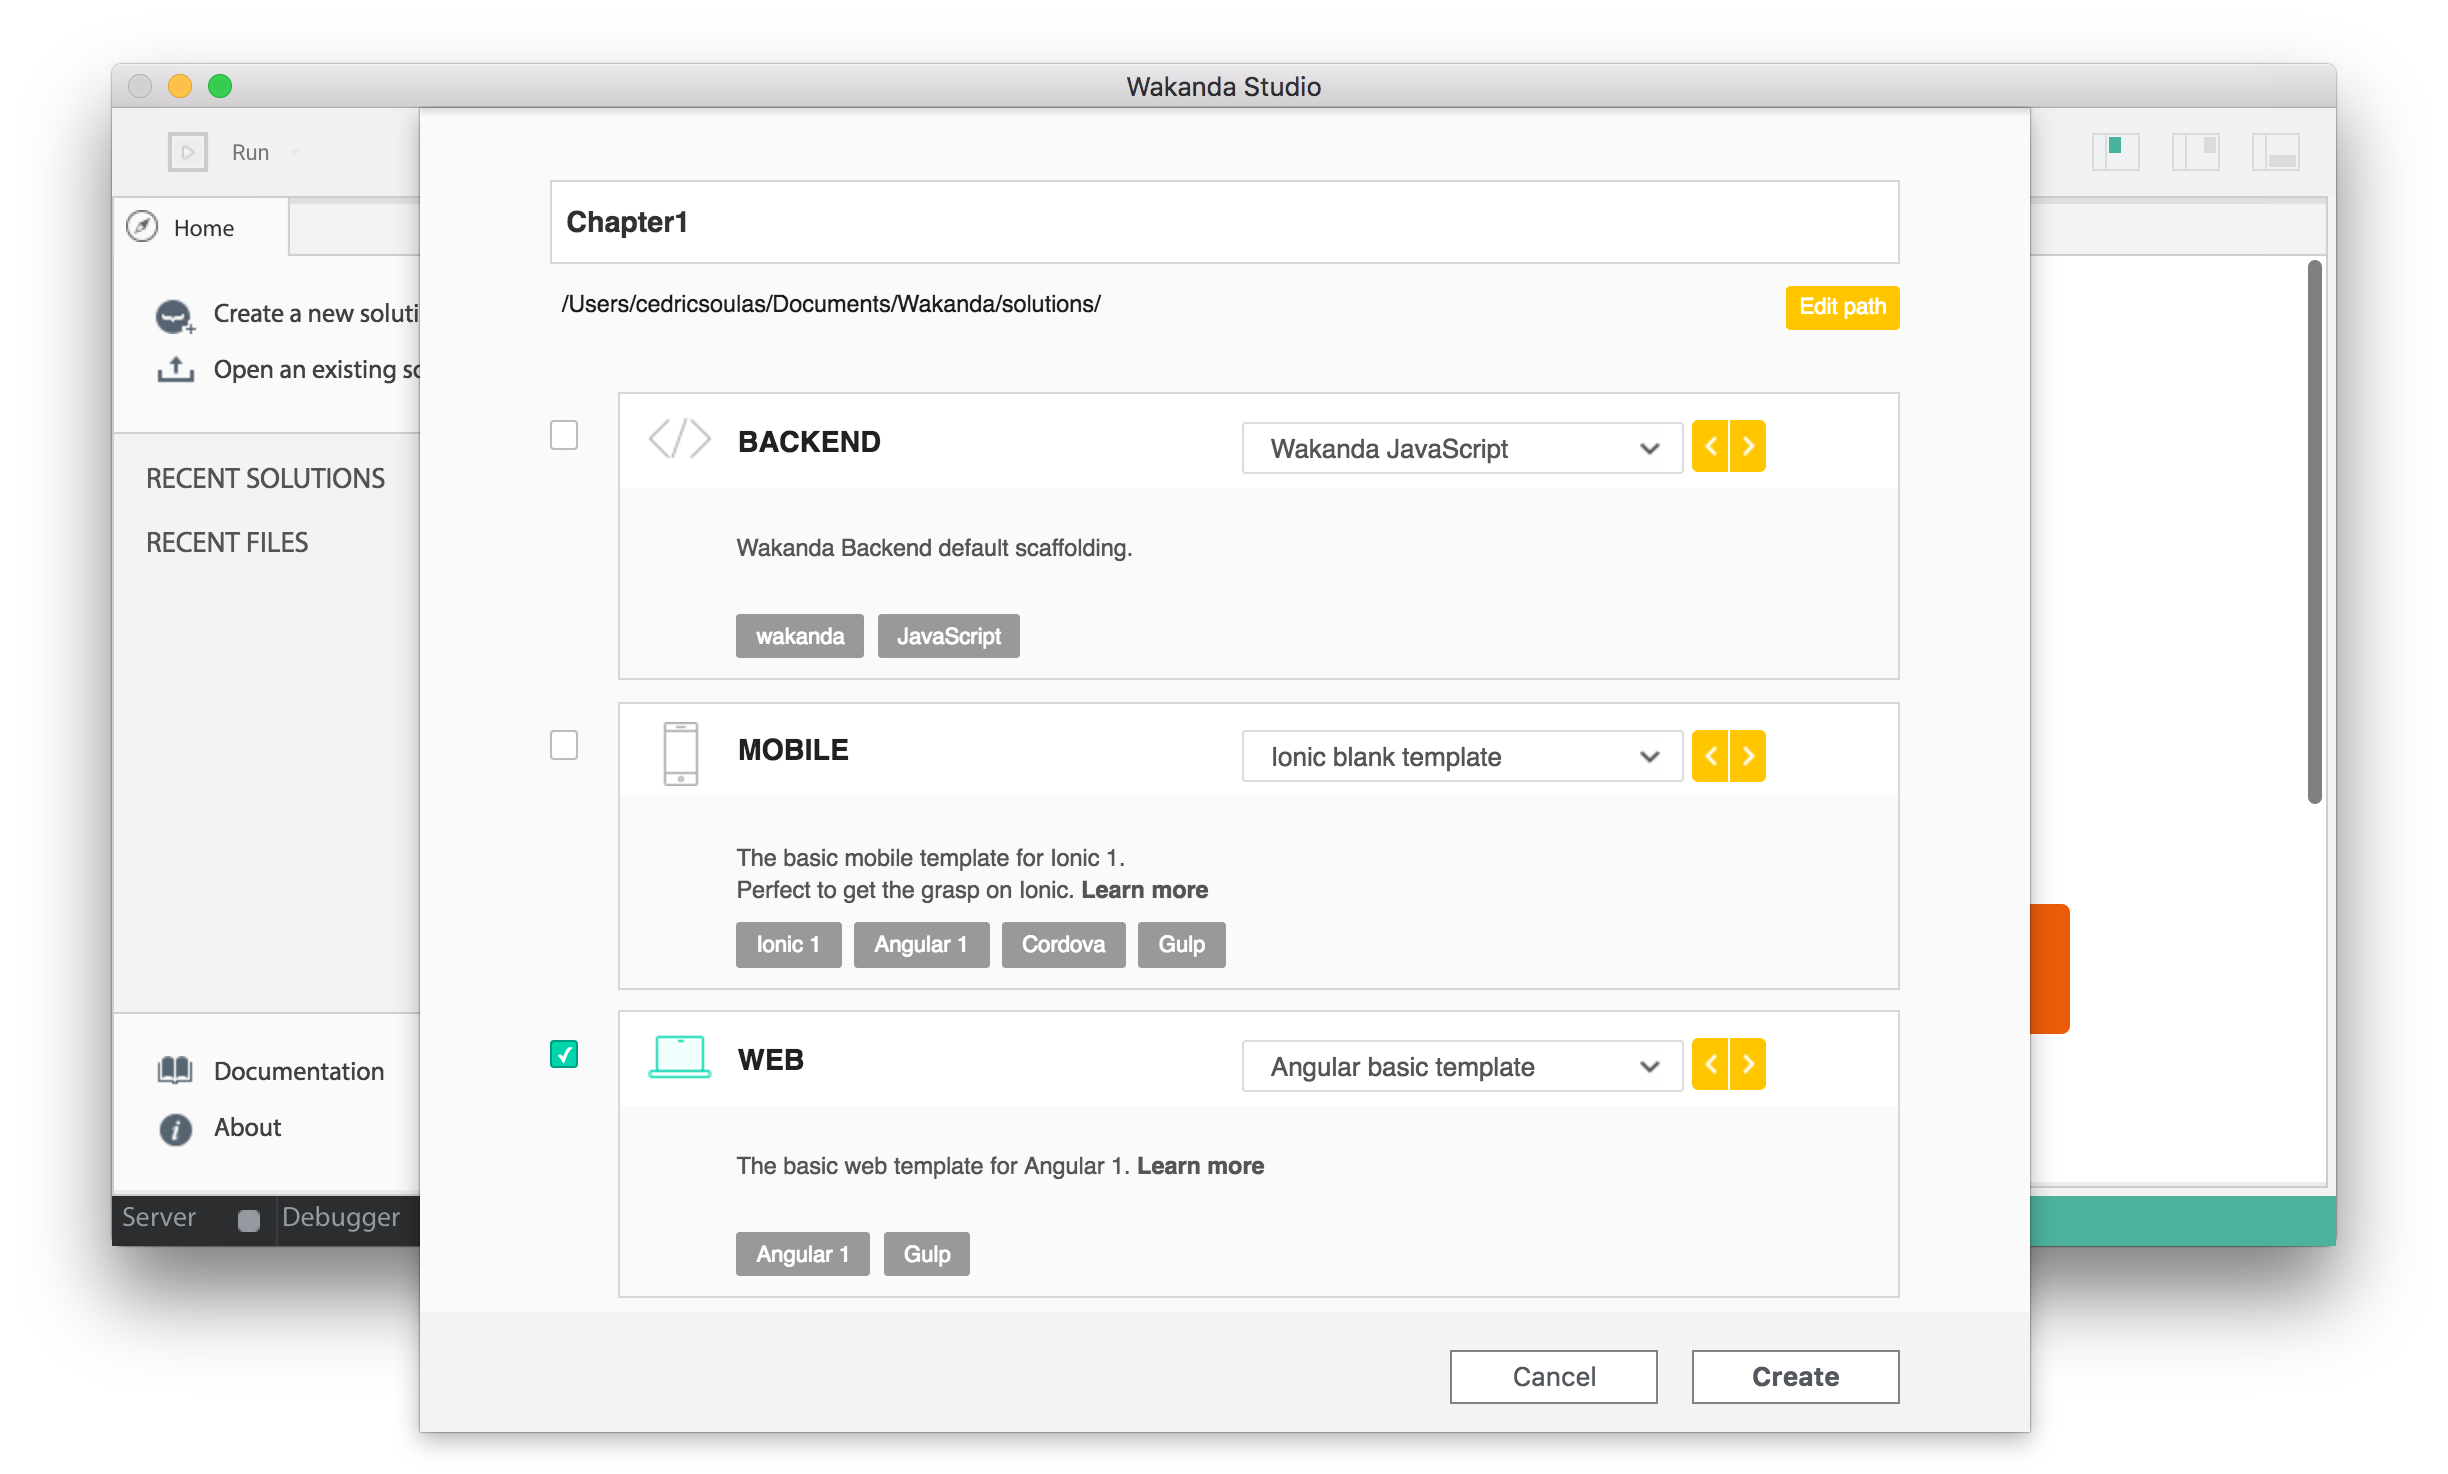 Wakanda Studio
Run
Home
Create a new soluti
Open an existing sc
RECENT SOLUTIONS
RECENT FILES
Documentation
About
Server
Debugger
Chapter1
/Users/cedricsoulas/Documents/Wakanda/solutions/
Edit path
BACKEND
Wakanda JavaScript
Wakanda Backend default scaffolding.
wakanda JavaScript
MOBILE
Ionic blank template
The basic mobile template for Ionic 1.
Perfect to get the grasp on Ionic. Learn more
Ionic 1 Angular 1 Cordova Gulp
WEB
Angular basic template
The basic web template for Angular 1. Learn more
Angular 1 Gulp
Cancel Create